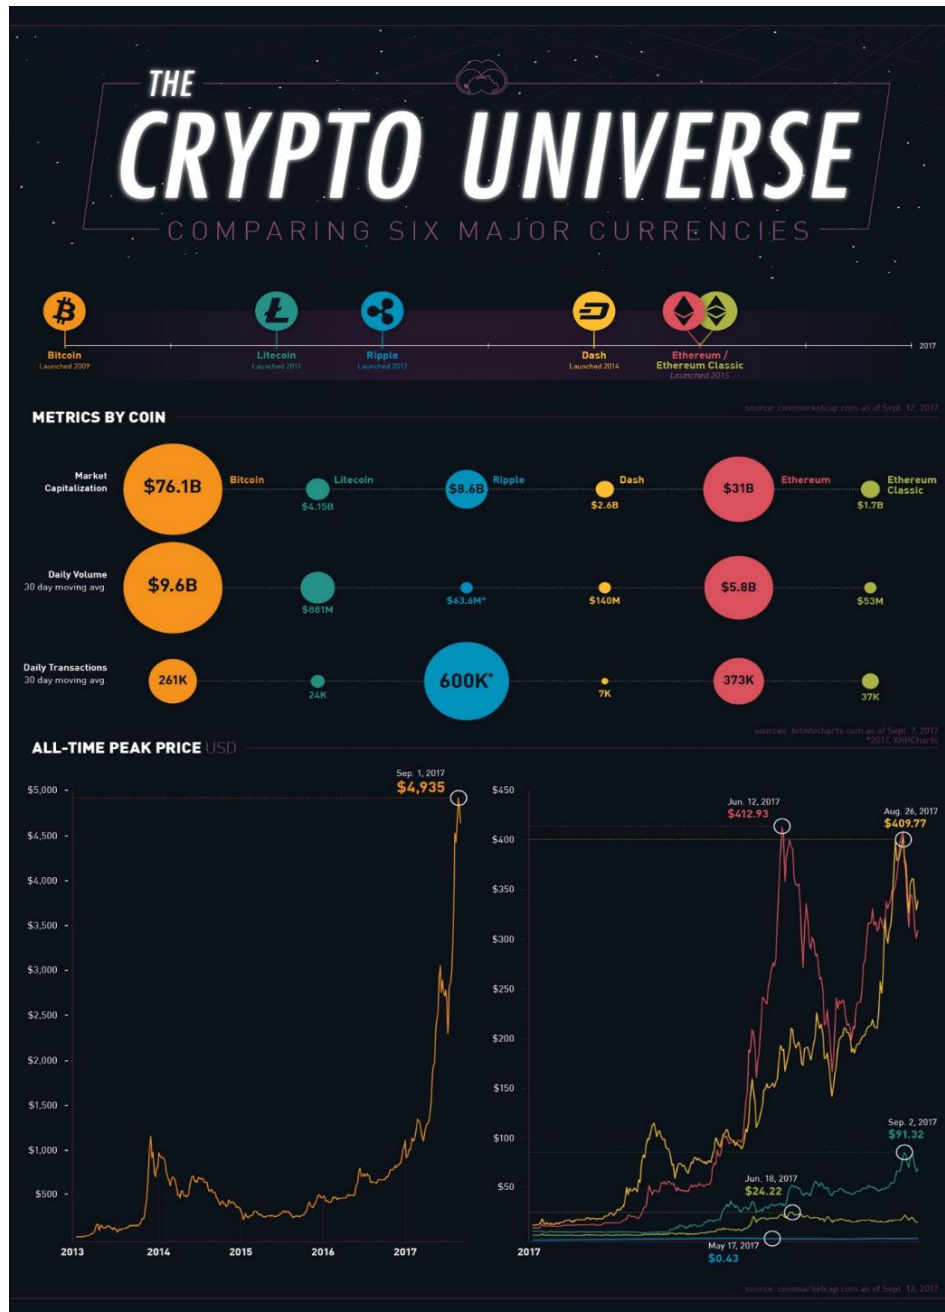 THE
CRYPTO UNIVERSE
COMPARING SIX MAJOR CURRENCIES
2017
Bitcoin
Launched 2009
Litecoin
Launched 2011
Ripple
Launched 2012
Dash
Launched 2014
Ethereum /
Ethereum Classic
Launched 2015
METRICS BY COIN
source: coinmarketcap.com as of Sept. 12, 2017
Market
Capitalization
$76.1B
Bitcoin
$4.15B
Litecoin
$8.6B
Ripple
$2.6B
Dash
$31B
Ethereum
$1.7B
Ethereum
Classic
Daily Volume
30 day moving avg.
$9.6B
$881M
$63.6M*
$140M
$5.8B
$53M
Daily Transactions
30 day moving avg.
261K
24K
600K*
7K
373K
37K
sources: bitinfocharts.com as of Sept. 7, 2017
*2017, XRPCharts
ALL-TIME PEAK PRICE USD
Sep. 1, 2017
$4,935
$5,000
$4,500
$4,000
$3,500
$3,000
$2,500
$2,000
$1,500
$1,000
$500
2013
2014
2015
2016
2017
$450
$400
$350
$300
$250
$200
$150
$100
$50
2017
Jun. 12, 2017
$412.93
Aug. 26, 2017
$409.77
Sep. 2, 2017
$91.32
Jun. 18, 2017
$24.22
May 17, 2017
$0.43
source: coinmarketcap.com as of Sept. 12, 2017